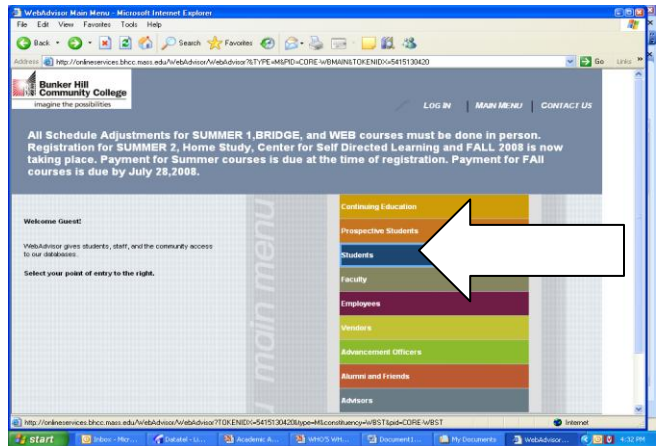 WebAdvisor Main Menu - Microsoft Internet Explorer
File Edit View Favorites Tools Help
Back Search Favorites
Address http://onlineservices.bhcc.mass.edu/WebAdvisor/WebAdvisor?&TYPE=M&PID=CORE-WBMAIN&TOKENIDX=5415130420 Go Links »
Bunker Hill
Community College
imagine the possibilities
LOG IN MAIN MENU CONTACT US
All Schedule Adjustments for SUMMER 1,BRIDGE, and WEB courses must be done in person.
Registration for SUMMER 2, Home Study, Center for Self Directed Learning and FALL 2008 is now
taking place. Payment for Summer courses is due at the time of registration. Payment for FAll
courses is due by July 28,2008.
main menu
Welcome Guest!
WebAdvisor gives students, staff, and the community access
to our databases.
Select your point of entry to the right.
Continuing Education
Prospective Students
Students
Faculty
Employees
Vendors
Advancement Officers
Alumni and Friends
Advisors
http://onlineservices.bhcc.mass.edu/WebAdvisor/WebAdvisor?TOKENIDX=5415130420&type=M&constituency=WBST&pid=CORE-WBST Internet
start Inbox - Micr... Datatel - Li... Academic A... WHO'S WH... Document1... My Documents WebAdvisor... 4:32 PM